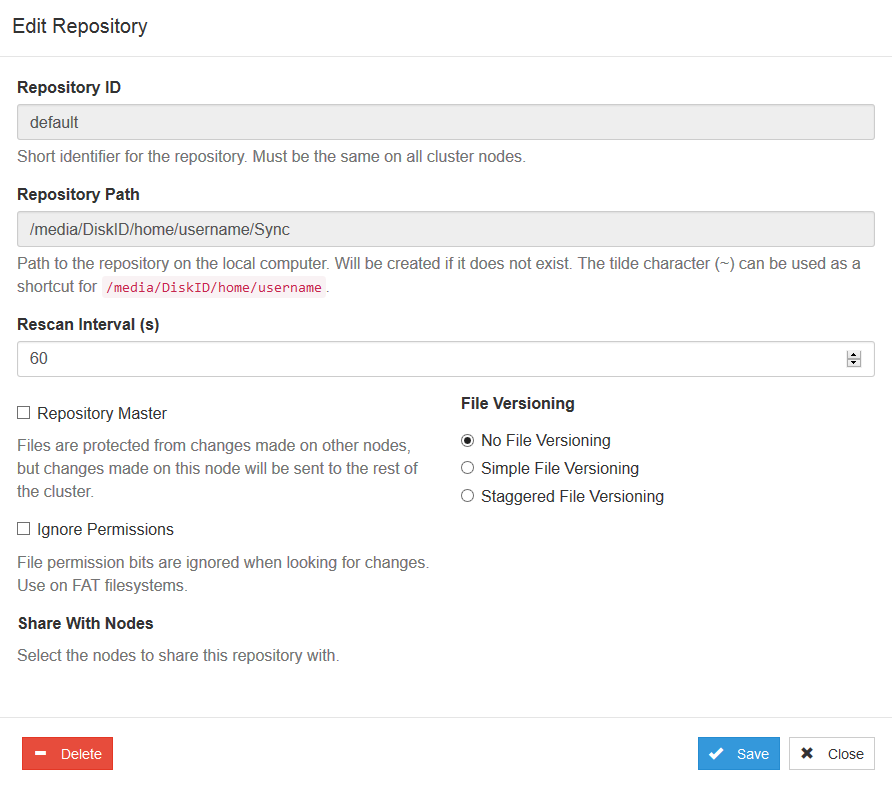 Edit Repository
Repository ID
default
Short identifier for the repository. Must be the same on all cluster nodes.
Repository Path
/media/DiskID/home/username/Sync
Path to the repository on the local computer. Will be created if it does not exist. The tilde character (~) can be used as a
shortcut for /media/DiskID/home/username.
Rescan Interval (s)
60
Repository Master
Files are protected from changes made on other nodes,
but changes made on this node will be sent to the rest of
the cluster.
Ignore Permissions
File permission bits are ignored when looking for changes.
Use on FAT filesystems.
Share With Nodes
Select the nodes to share this repository with.
File Versioning
No File Versioning
Simple File Versioning
Staggered File Versioning
Delete
Save
Close